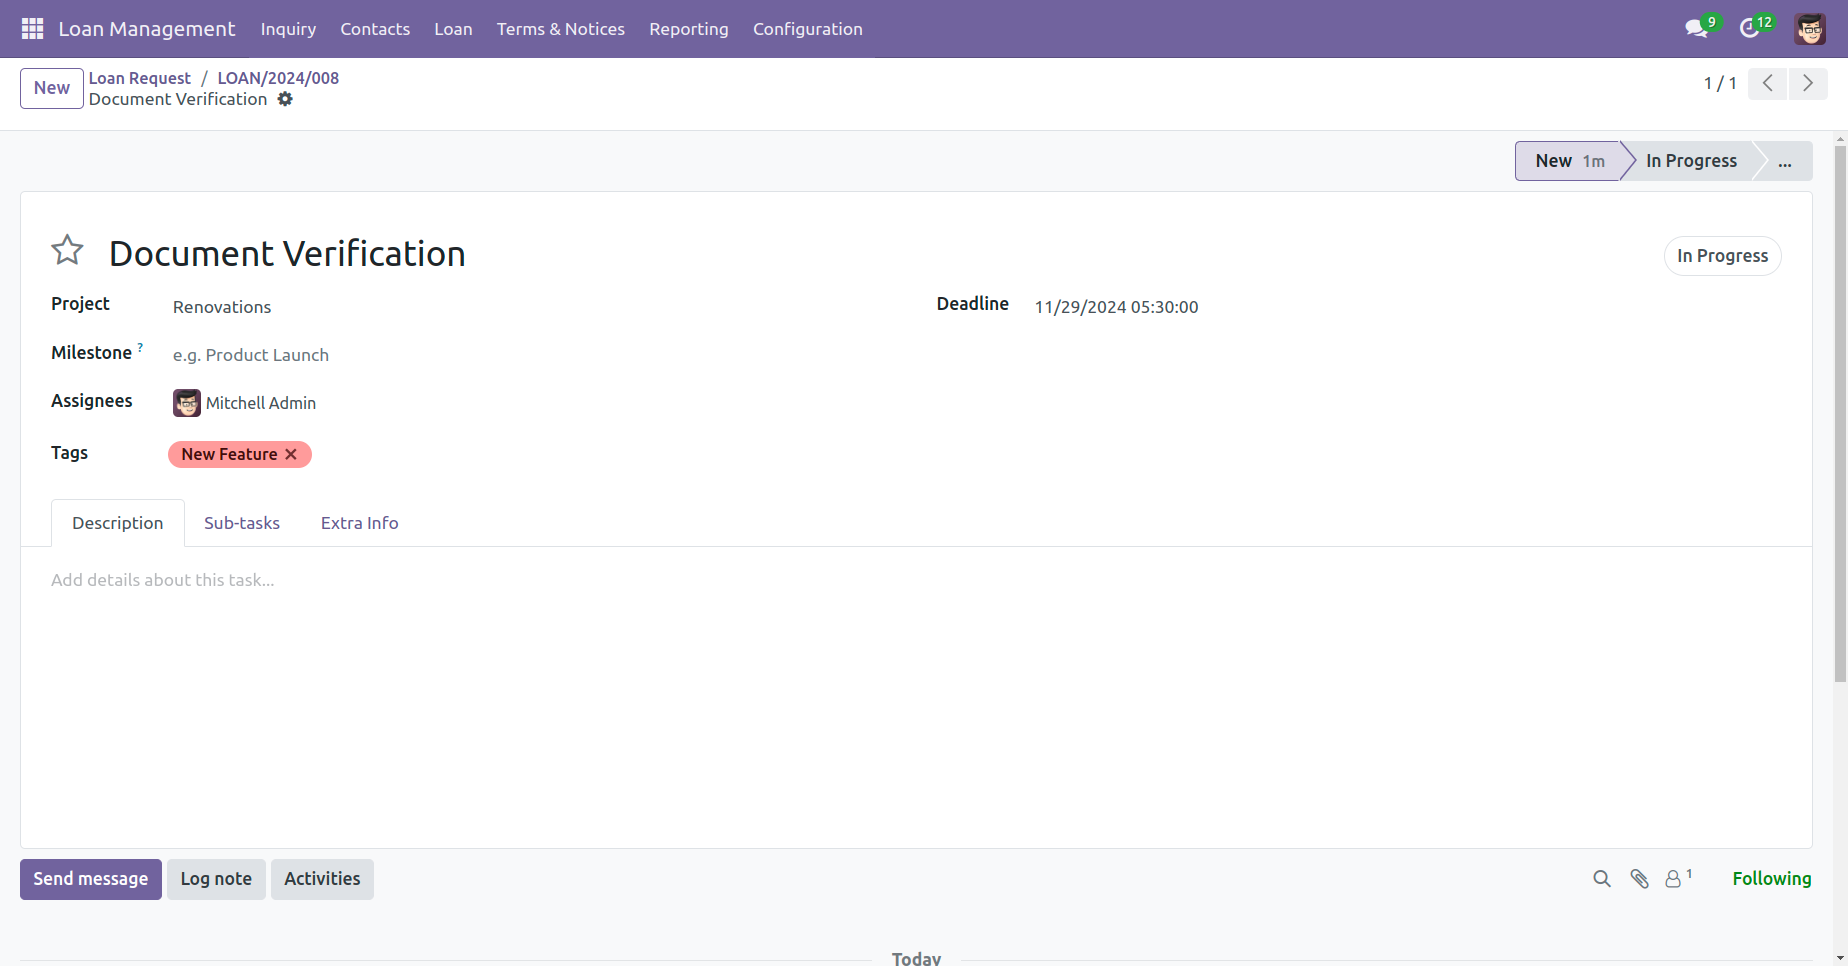 Loan Management Inquiry Contacts Loan Terms & Notices Reporting Configuration 9 12
New Loan Request / LOAN/2024/008 1 / 1
Document Verification
New 1m In Progress ...
Document Verification In Progress
Project Renovations Deadline 11/29/2024 05:30:00
Milestone ? e.g. Product Launch
Assignees Mitchell Admin
Tags New Feature
Description Sub-tasks Extra Info
Add details about this task...
Send message Log note Activities 1 Following
Today